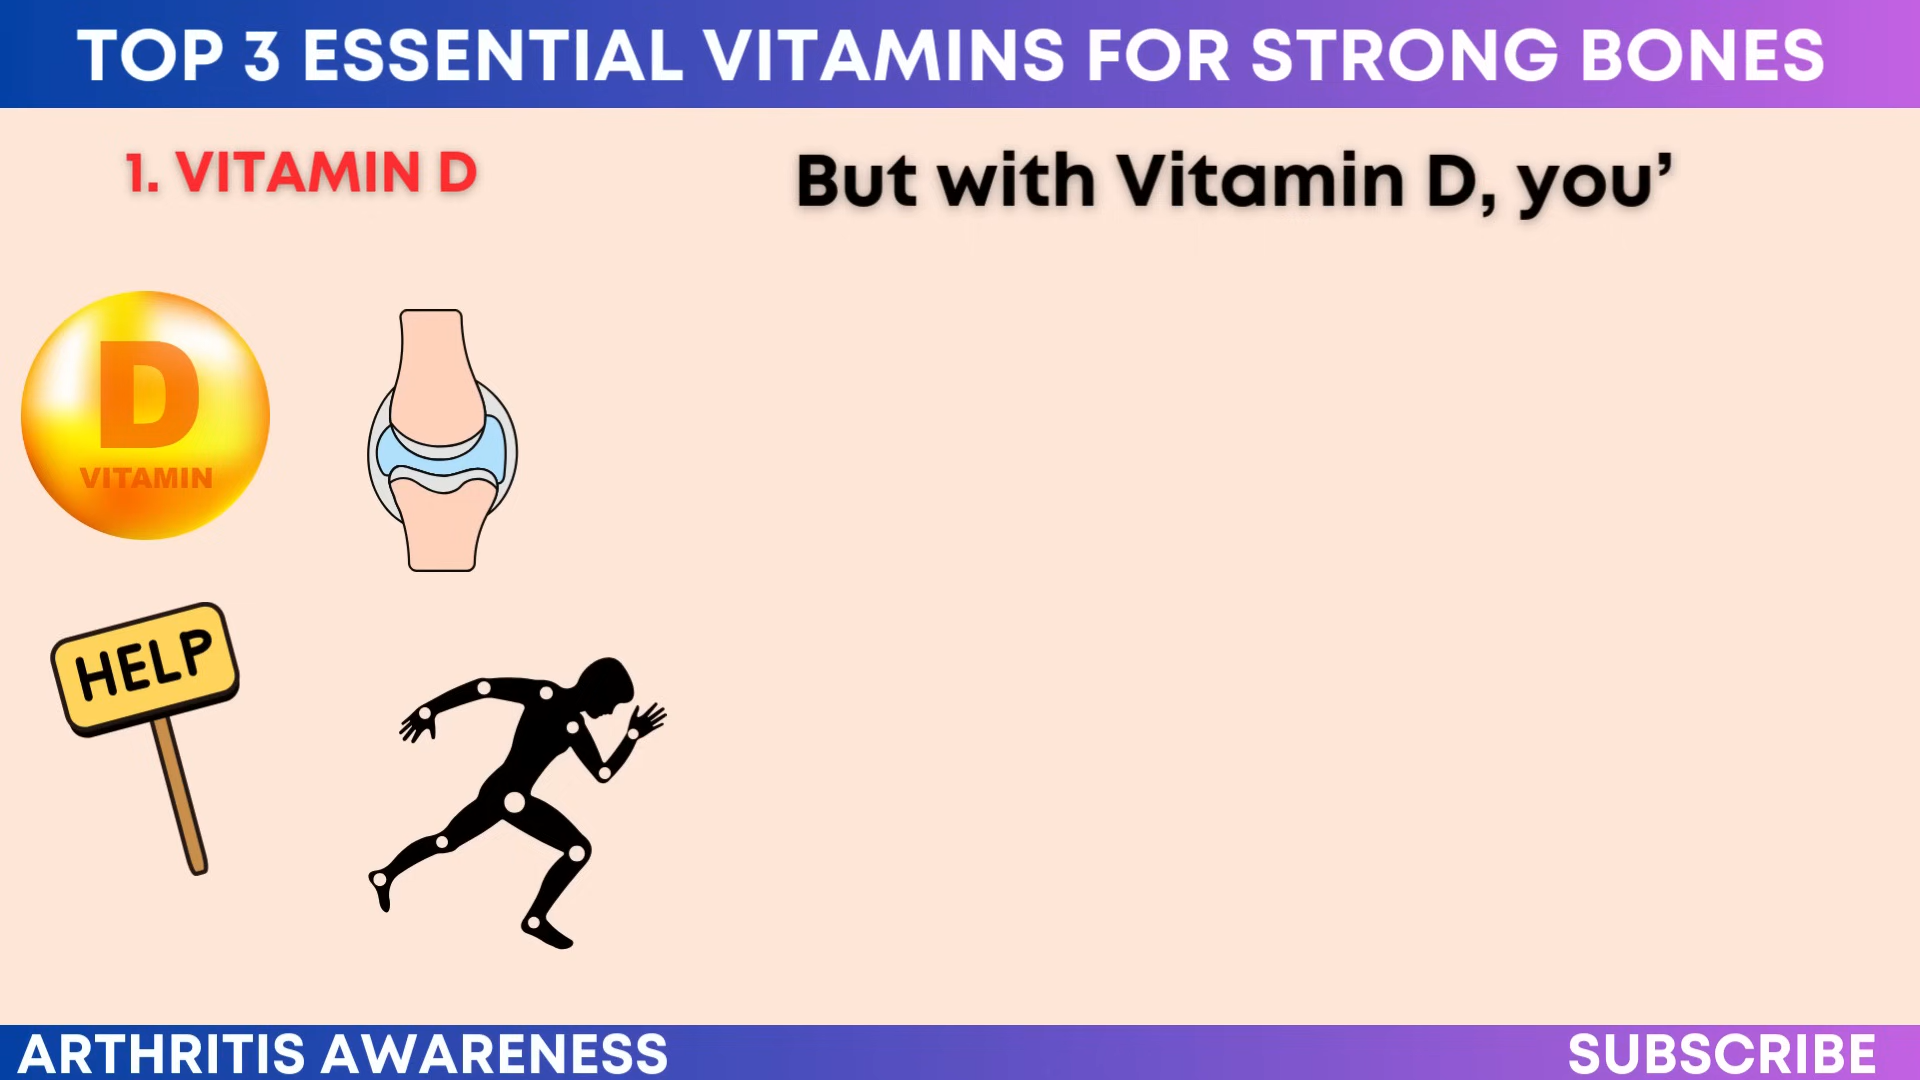 TOP 3 ESSENTIAL VITAMINS FOR STRONG BONES
1. VITAMIN D
But with Vitamin D, you’
D
VITAMIN
HELP
ARTHRITIS AWARENESS
SUBSCRIBE